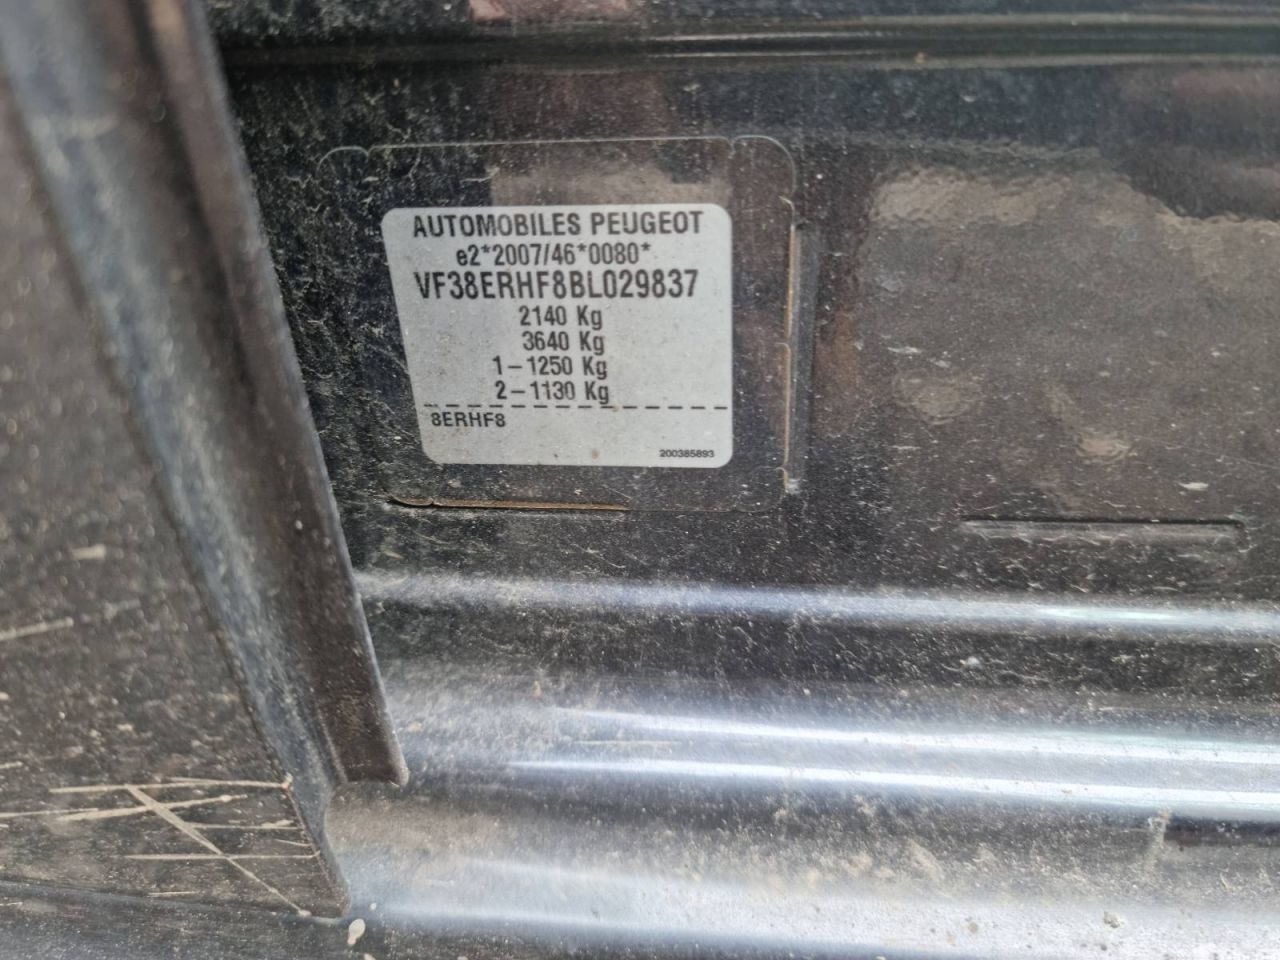 AUTOMOBILES PEUGEOT
e2*2007/46*0080*
VF38ERHF8BL029837
2140 Kg
3640 Kg
1-1250 Kg
2-1130 Kg
8ERHF8
200385893